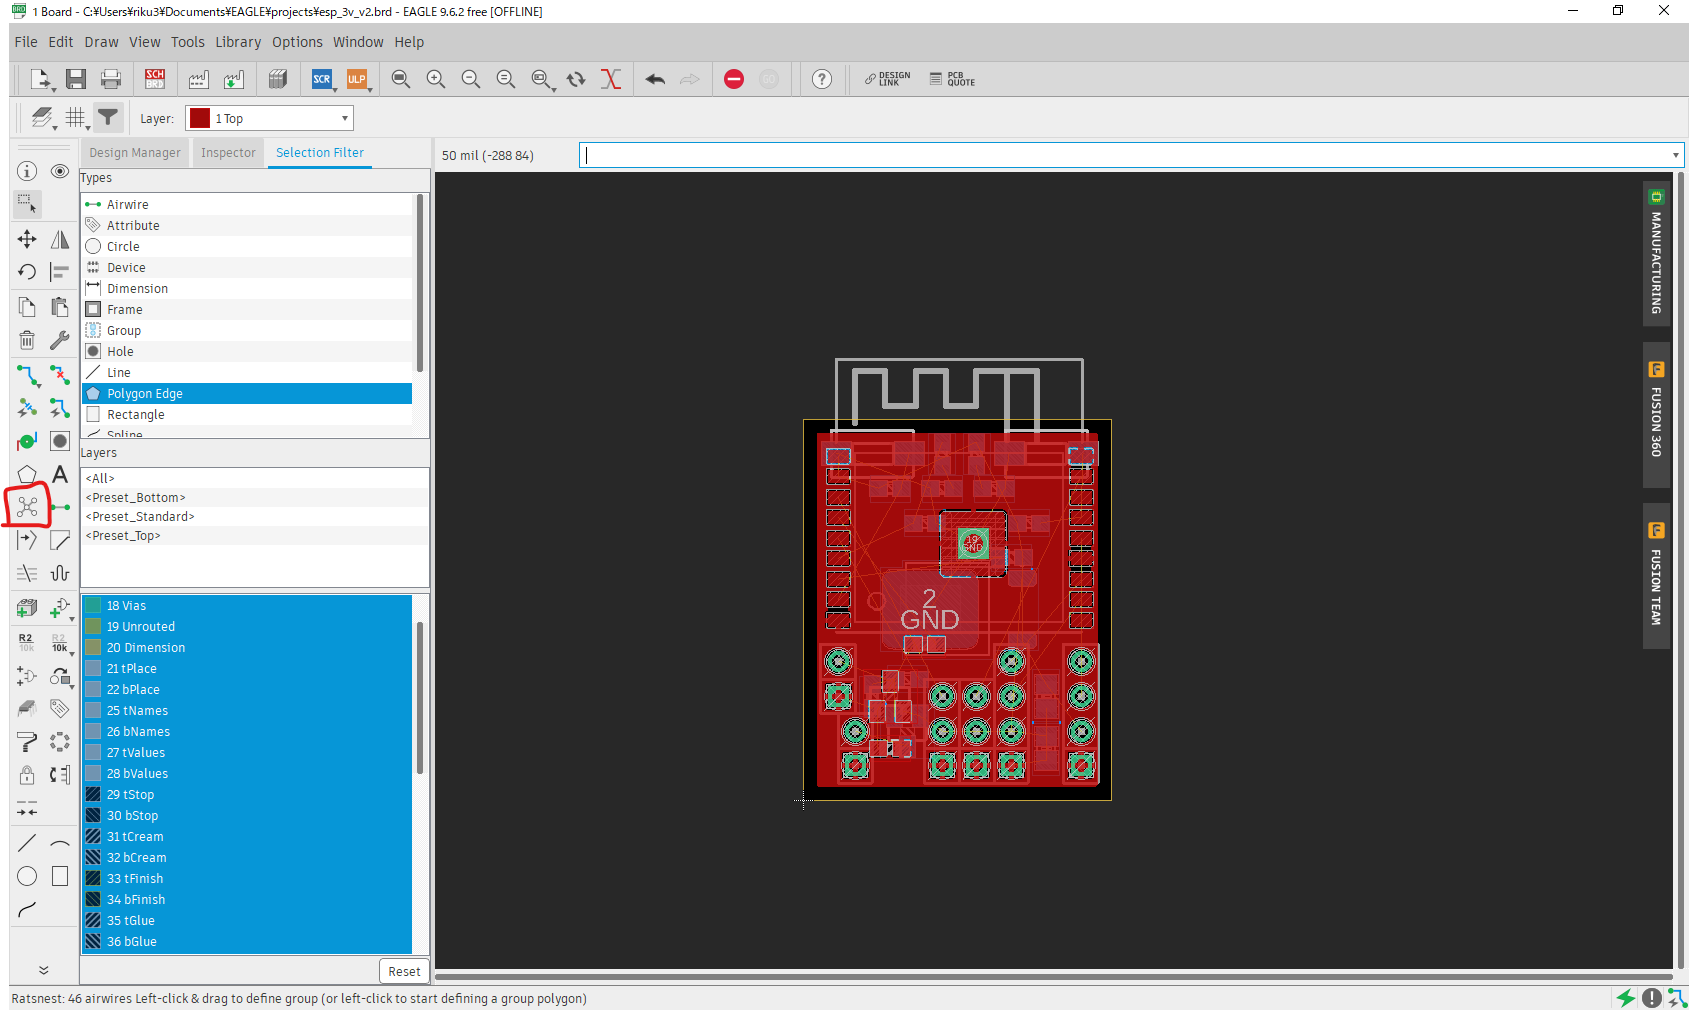 1 Board - C:¥Users¥riku3¥Documents¥EAGLE¥projects¥esp_3v_v2.brd - EAGLE 9.6.2 free [OFFLINE]
File Edit Draw View Tools Library Options Window Help
SCH
BRD
SCR
ULP
GO
?
DESIGN
LINK
PCB
QUOTE
Layer: 1 Top
Design Manager Inspector Selection Filter
50 mil (-288 84)
Types
Airwire
Attribute
Circle
Device
Dimension
Frame
Group
Hole
Line
Polygon Edge
Rectangle
Spline
Layers
<All>
<Preset_Bottom>
<Preset_Standard>
<Preset_Top>
18 Vias
19 Unrouted
20 Dimension
21 tPlace
22 bPlace
25 tNames
26 bNames
27 tValues
28 bValues
29 tStop
30 bStop
31 tCream
32 bCream
33 tFinish
34 bFinish
35 tGlue
36 bGlue
Reset
A
R2
10k
R2
10k
19
GND
2
GND
MANUFACTURING
FUSION 360
FUSION TEAM
Ratsnest: 46 airwires Left-click & drag to define group (or left-click to start defining a group polygon)